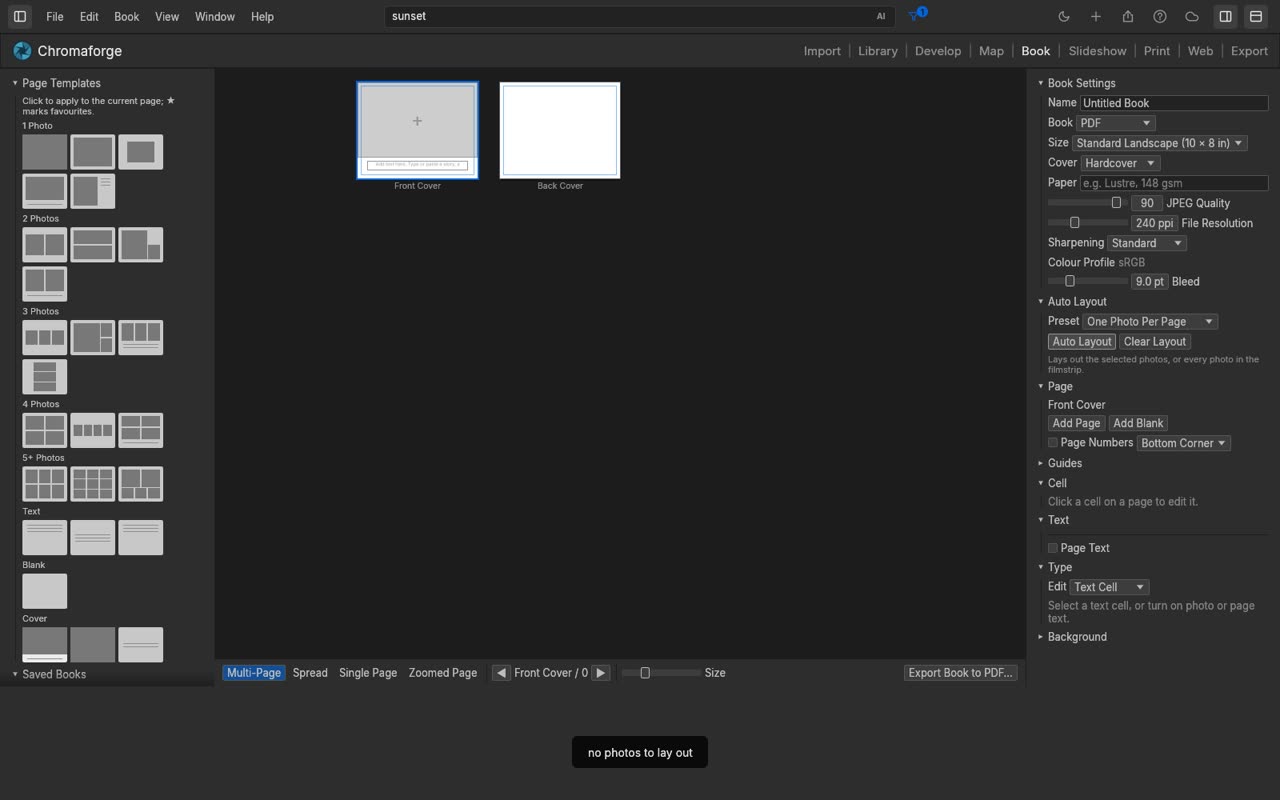 File Edit Book View Window Help
sunset
AI
1
Chromaforge
Import Library Develop Map Book Slideshow Print Web Export
Page Templates
Click to apply to the current page; ★
marks favourites.
1 Photo
2 Photos
3 Photos
4 Photos
5+ Photos
Text
Blank
Cover
Saved Books
Front Cover
Back Cover
Multi-Page Spread Single Page Zoomed Page
Front Cover / 0
Size
Export Book to PDF...
Book Settings
Name Untitled Book
Book PDF
Size Standard Landscape (10 × 8 in)
Cover Hardcover
Paper e.g. Lustre, 148 gsm
90 JPEG Quality
240 ppi File Resolution
Sharpening Standard
Colour Profile sRGB
9.0 pt Bleed
Auto Layout
Preset One Photo Per Page
Auto Layout Clear Layout
Lays out the selected photos, or every photo in the
filmstrip.
Page
Front Cover
Add Page Add Blank
Page Numbers Bottom Corner
Guides
Cell
Click a cell on a page to edit it.
Text
Page Text
Type
Edit Text Cell
Select a text cell, or turn on photo or page
text.
Background
no photos to lay out